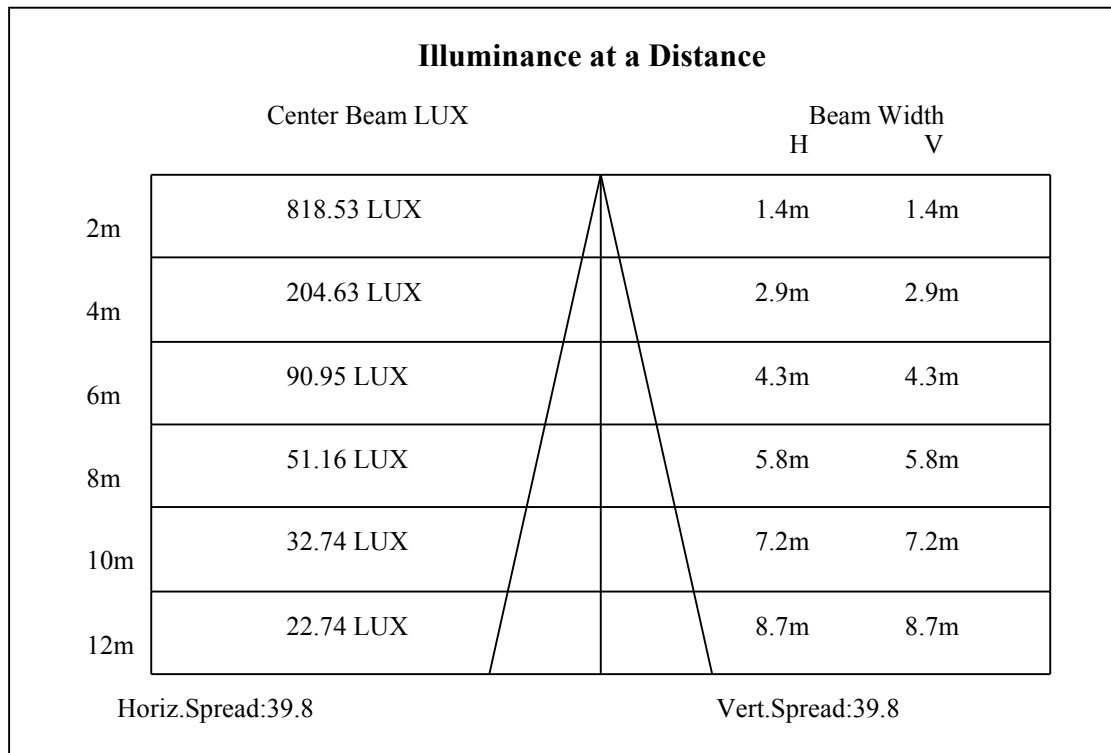 Illuminance at a Distance
Center Beam LUX Beam Width
H V
2m 818.53 LUX 1.4m 1.4m
4m 204.63 LUX 2.9m 2.9m
6m 90.95 LUX 4.3m 4.3m
8m 51.16 LUX 5.8m 5.8m
10m 32.74 LUX 7.2m 7.2m
12m 22.74 LUX 8.7m 8.7m
Horiz.Spread:39.8 Vert.Spread:39.8